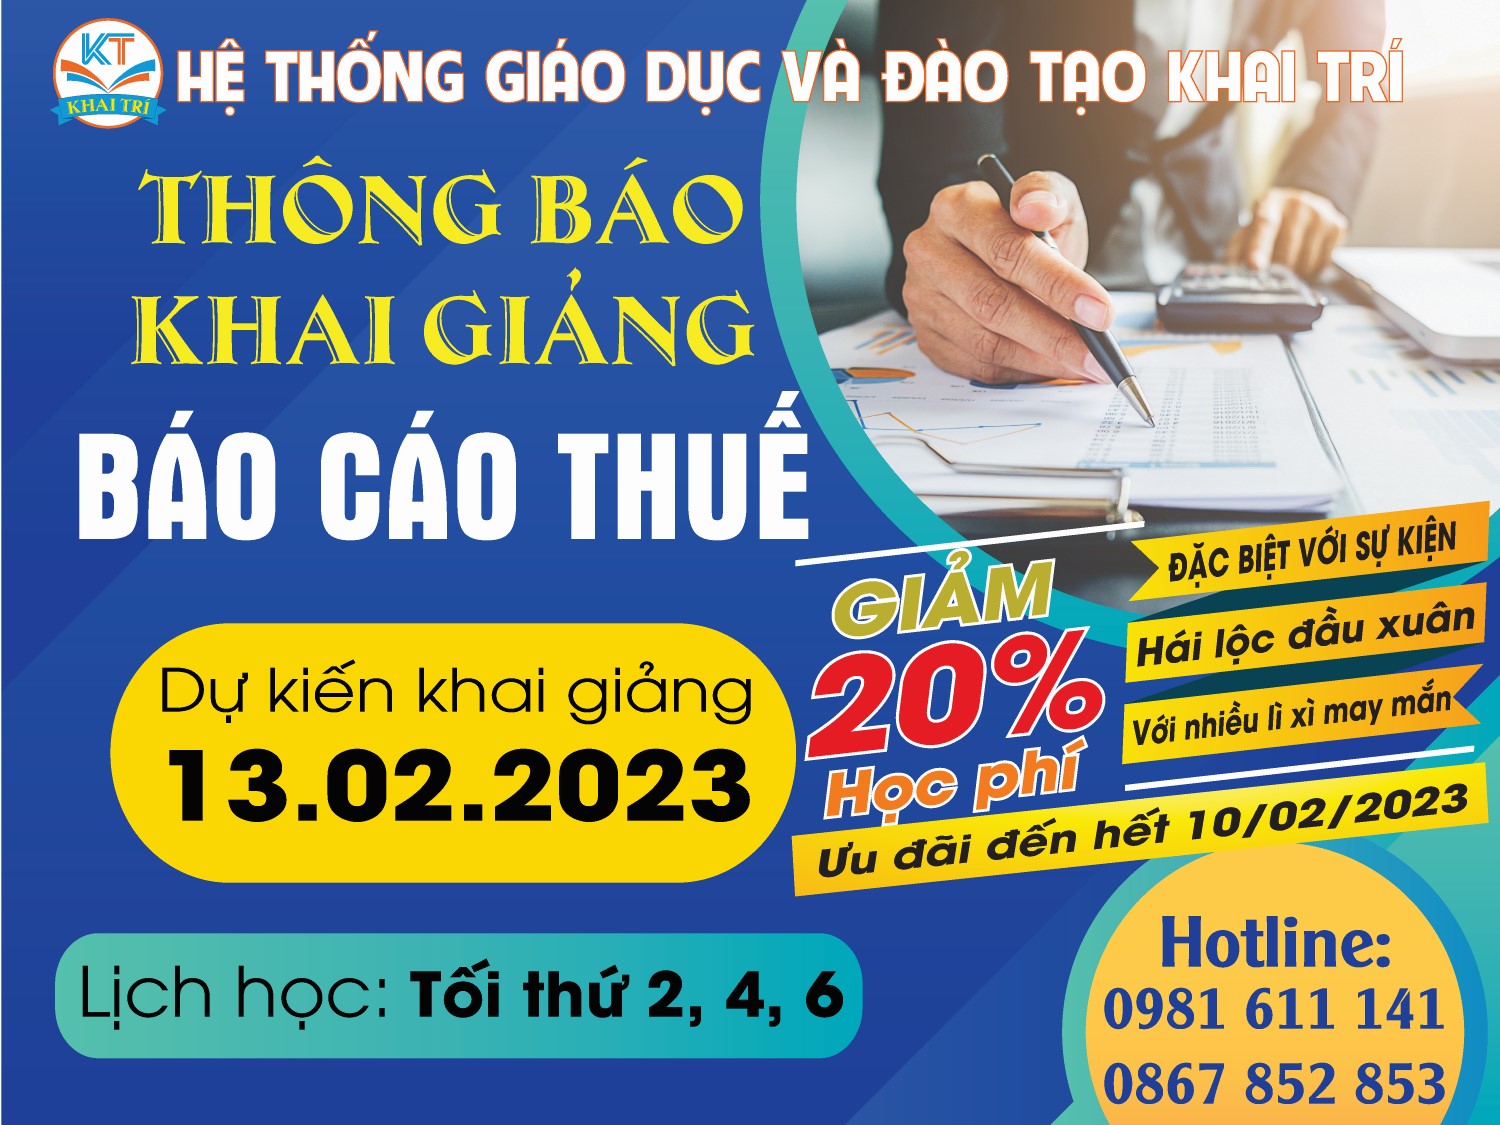 KT
KHAI TRÍ
HỆ THỐNG GIÁO DỤC VÀ ĐÀO TẠO KHAI TRÍ
THÔNG BÁO
KHAI GIẢNG
BÁO CÁO THUẾ
Dự kiến khai giảng
13.02.2023
Lịch học: Tối thứ 2, 4, 6
GIẢM
20%
Học phí
ĐẶC BIỆT VỚI SỰ KIỆN
Hái lộc đầu xuân
Với nhiều lì xì may mắn
Ưu đãi đến hết 10/02/2023
Hotline:
0981 611 141
0867 852 853